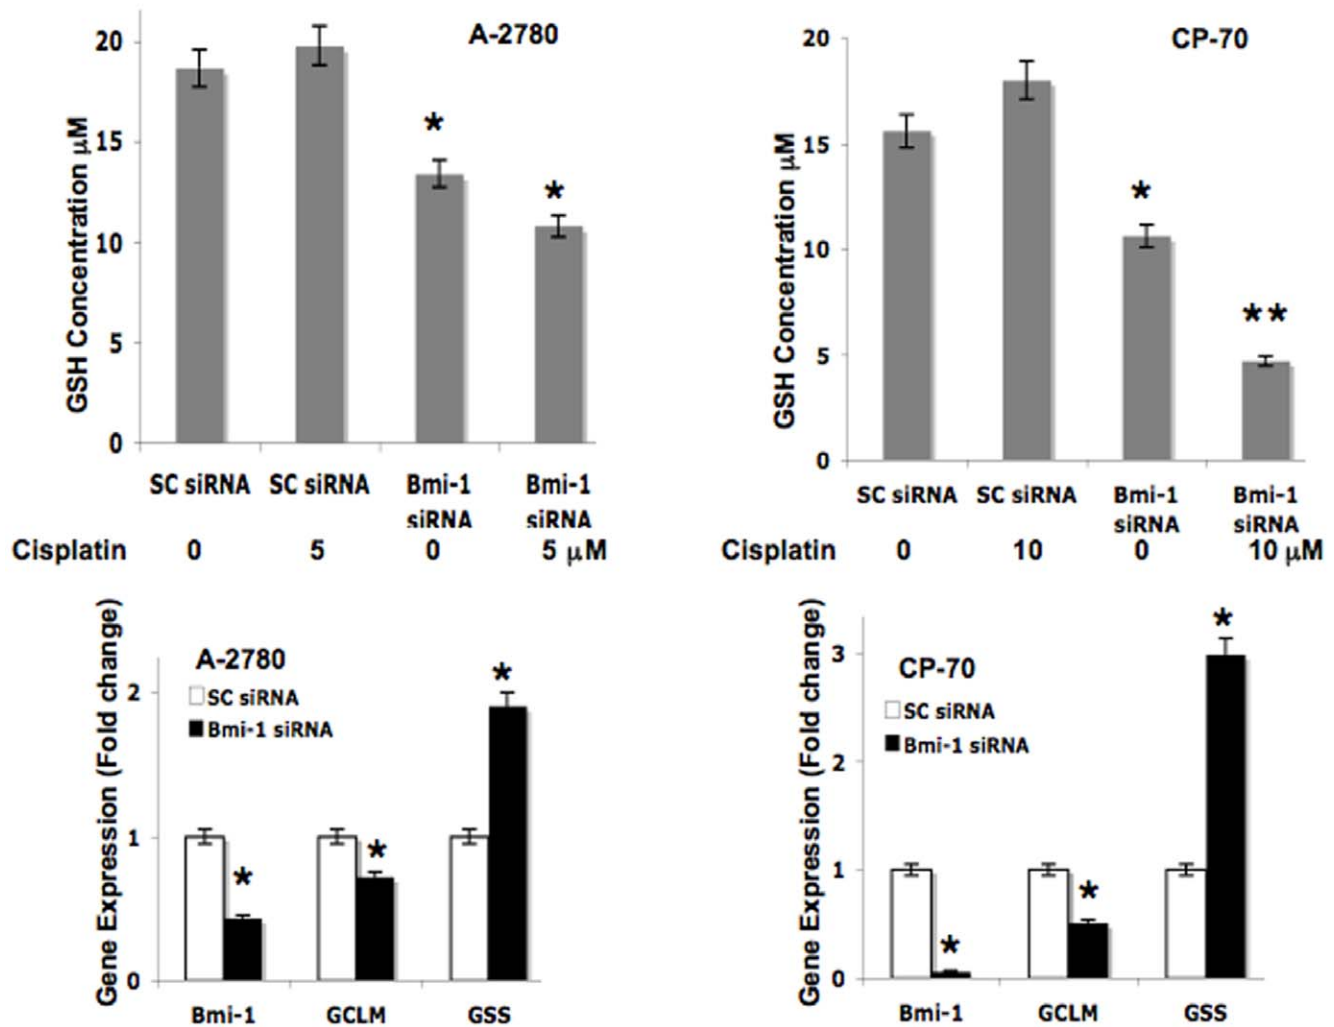 A-2780
GSH Concentration µM
20
15
10
5
0
*
*
SC siRNA SC siRNA Bmi-1 siRNA Bmi-1 siRNA
Cisplatin 0 5 0 5 µM
CP-70
GSH Concentration µM
20
15
10
5
0
*
**
SC siRNA SC siRNA Bmi-1 siRNA Bmi-1 siRNA
Cisplatin 0 10 0 10 µM
Gene Expression (Fold change)
A-2780
SC siRNA
Bmi-1 siRNA
2
1
0
*
*
*
Bmi-1 GCLM GSS
Gene Expression (Fold change)
CP-70
SC siRNA
Bmi-1 siRNA
3
2
1
0
*
*
*
Bmi-1 GCLM GSS